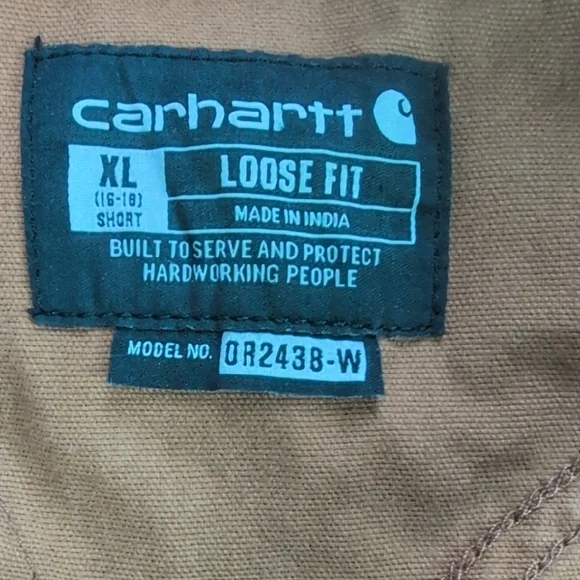 carhartt
XL
(16-18)
SHORT
LOOSE FIT
MADE IN INDIA
BUILT TO SERVE AND PROTECT
HARDWORKING PEOPLE
MODEL NO. OR2438-W